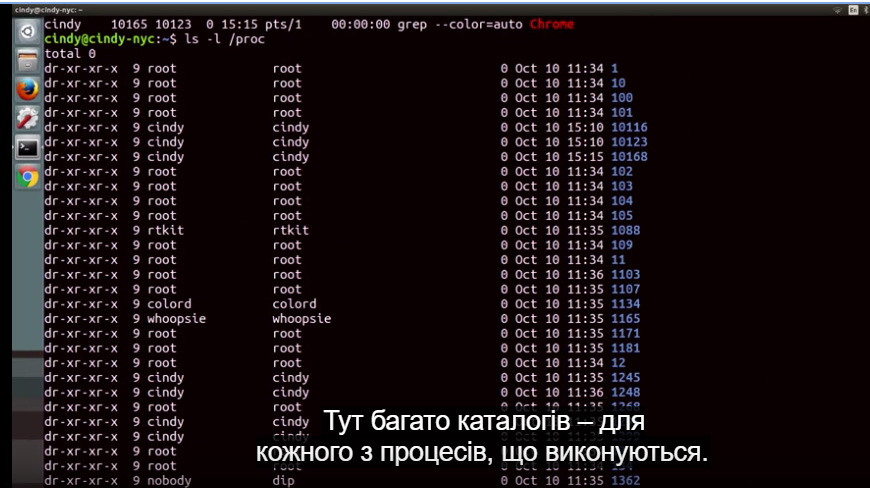 cindy@cindy-nyc: ~
En
cindy 10165 10123 0 15:15 pts/1 00:00:00 grep --color=auto Chrome
cindy@cindy-nyc:~$ ls -l /proc
total 0
dr-xr-xr-x 9 root root 0 Oct 10 11:34 1
dr-xr-xr-x 9 root root 0 Oct 10 11:34 10
dr-xr-xr-x 9 root root 0 Oct 10 11:34 100
dr-xr-xr-x 9 root root 0 Oct 10 11:34 101
dr-xr-xr-x 9 cindy cindy 0 Oct 10 15:10 10116
dr-xr-xr-x 9 cindy cindy 0 Oct 10 15:10 10123
dr-xr-xr-x 9 cindy cindy 0 Oct 10 15:15 10168
dr-xr-xr-x 9 root root 0 Oct 10 11:34 102
dr-xr-xr-x 9 root root 0 Oct 10 11:34 103
dr-xr-xr-x 9 root root 0 Oct 10 11:34 104
dr-xr-xr-x 9 root root 0 Oct 10 11:34 105
dr-xr-xr-x 9 rtkit rtkit 0 Oct 10 11:35 1088
dr-xr-xr-x 9 root root 0 Oct 10 11:34 109
dr-xr-xr-x 9 root root 0 Oct 10 11:34 11
dr-xr-xr-x 9 root root 0 Oct 10 11:36 1103
dr-xr-xr-x 9 root root 0 Oct 10 11:35 1107
dr-xr-xr-x 9 colord colord 0 Oct 10 11:35 1134
dr-xr-xr-x 9 whoopsie whoopsie 0 Oct 10 11:35 1165
dr-xr-xr-x 9 root root 0 Oct 10 11:35 1171
dr-xr-xr-x 9 root root 0 Oct 10 11:35 1181
dr-xr-xr-x 9 root root 0 Oct 10 11:34 12
dr-xr-xr-x 9 cindy cindy 0 Oct 10 11:35 1245
dr-xr-xr-x 9 cindy cindy 0 Oct 10 11:36 1248
dr-xr-xr-x 9 root root 0 Oct 10 11:35 1268
dr-xr-xr-x 9 cindy cindy
dr-xr-xr-x 9 cindy
dr-xr-xr-x 9 root
dr-xr-xr-x 9 root root
dr-xr-xr-x 9 nobody dip 0 Oct 10 11:35 1362
Тут багато каталогів – для
кожного з процесів, що виконуються.